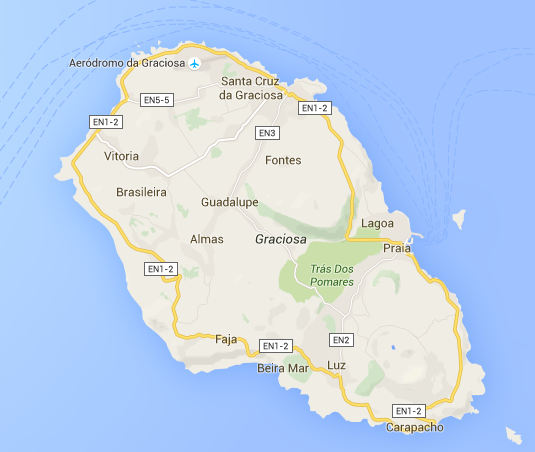 Aeródromo da Graciosa
Santa Cruz
da Graciosa
EN5-5
EN1-2
EN1-2
EN3
Vitoria
Fontes
Brasileira
Guadalupe
Lagoa
Almas
Graciosa
Praia
EN1-2
Trás Dos
Pomares
Faja
EN1-2
EN2
Beira Mar
Luz
EN1-2
Carapacho